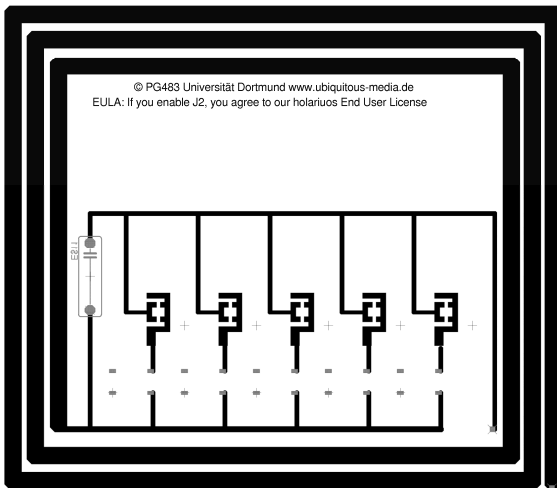 © PG483 Universität Dortmund www.ubiquitous-media.de
EULA: If you enable J2, you agree to our holariuos End User License